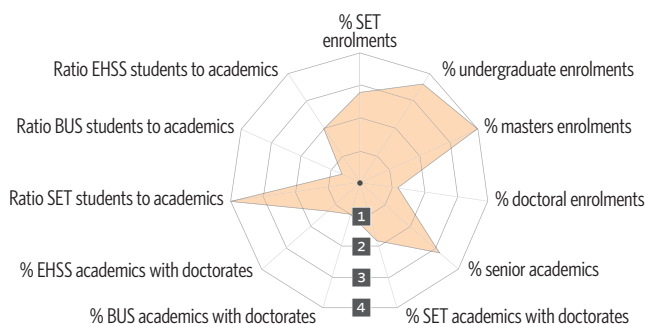 % SET
enrolments
Ratio EHSS students to academics
% undergraduate enrolments
Ratio BUS students to academics
% masters enrolments
Ratio SET students to academics
% doctoral enrolments
1
2
% EHSS academics with doctorates
% senior academics
3
4
% BUS academics with doctorates
% SET academics with doctorates